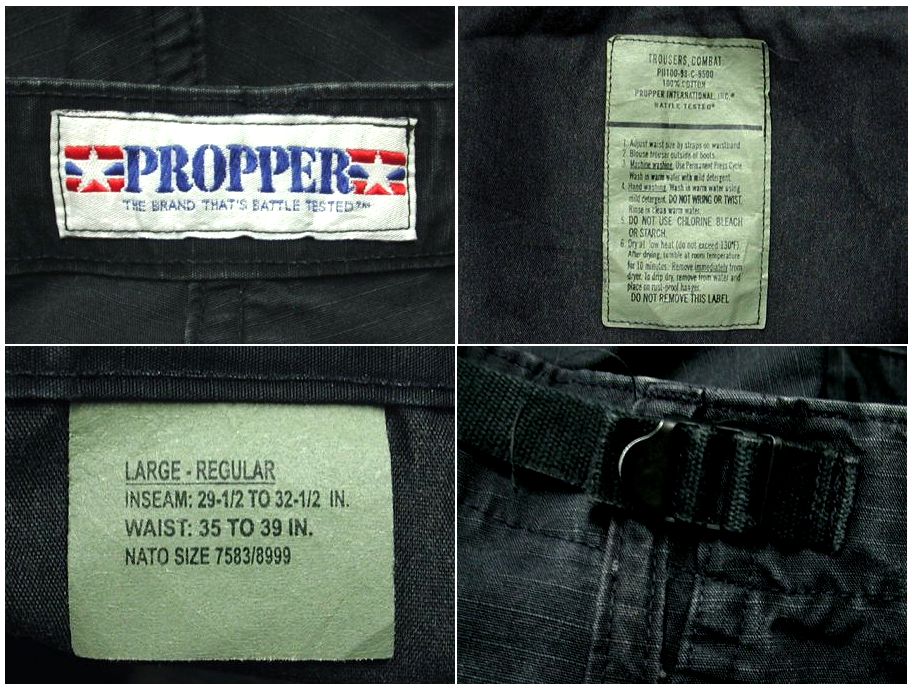 PROPPER
THE BRAND THAT'S BATTLE TESTED™
TROUSERS, COMBAT
100% COTTON
PROPPER INTERNATIONAL, INC.®
BATTLE TESTED®
1. Adjust waist size by straps on waistband.
2. Blouse trouser outside of boots.
3. Machine washing. Use Permanent Press Cycle.
Wash in warm water with mild detergent.
4. Hand washing. Wash in warm water using
mild detergent. DO NOT WRING OR TWIST.
Rinse in clean warm water.
5. DO NOT USE CHLORINE BLEACH
OR STARCH.
6. Dry at low heat (do not exceed 130°F).
After drying, tumble at room temperature
for 10 minutes. Remove immediately from
dryer. To drip dry, remove from water and
place on rust-proof hanger.
DO NOT REMOVE THIS LABEL
LARGE - REGULAR
INSEAM: 29-1/2 TO 32-1/2 IN.
WAIST: 35 TO 39 IN.
NATO SIZE 7583/8999